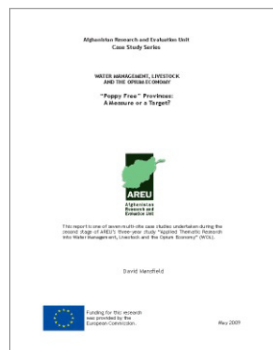 Afghanistan Research and Evaluation Unit
Case Study Series
WATER MANAGEMENT, LIVESTOCK
AND THE OPIUM ECONOMY
“Poppy Free” Provinces:
A Measure or a Target?
AREU
Afghanistan
Research and
Evaluation Unit
This report is one of seven multi-site case studies undertaken during the
second stage of AREU’s three-year study “Applied Thematic Research
into Water Management, Livestock and the Opium Economy” (WOL).
David Mansfield
Funding for this research
was provided by the
European Commission.
May 2009